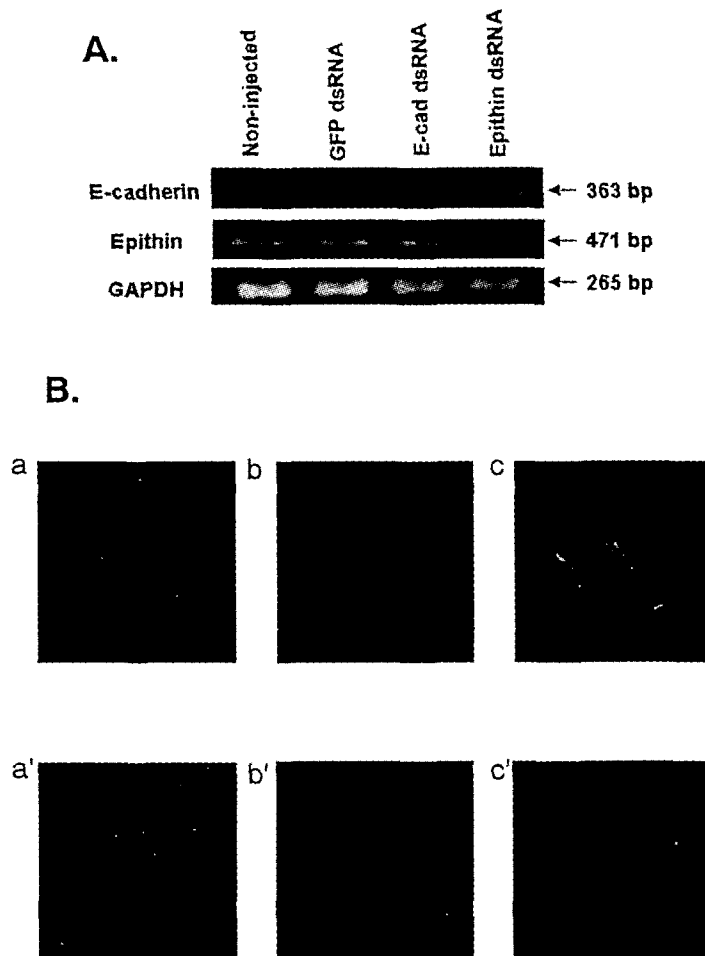 A.
Non-injected
GFP dsRNA
E-cad dsRNA
Epithin dsRNA
E-cadherin ← 363 bp
Epithin ← 471 bp
GAPDH ← 265 bp
B.
a b c
a' b' c'